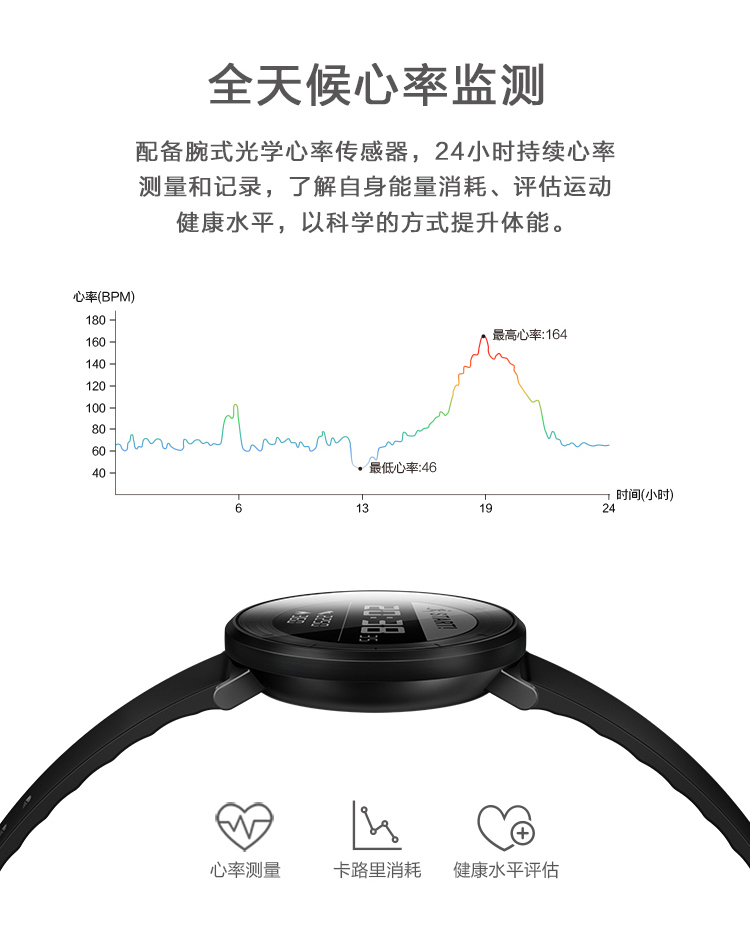 全天候心率监测
配备腕式光学心率传感器，24小时持续心率
测量和记录，了解自身能量消耗、评估运动
健康水平，以科学的方式提升体能。
心率(BPM)
180
160
140
120
100
80
60
40
最高心率:164
最低心率:46
时间(小时)
6
13
19
24
START!
20:38
心率测量
卡路里消耗
健康水平评估